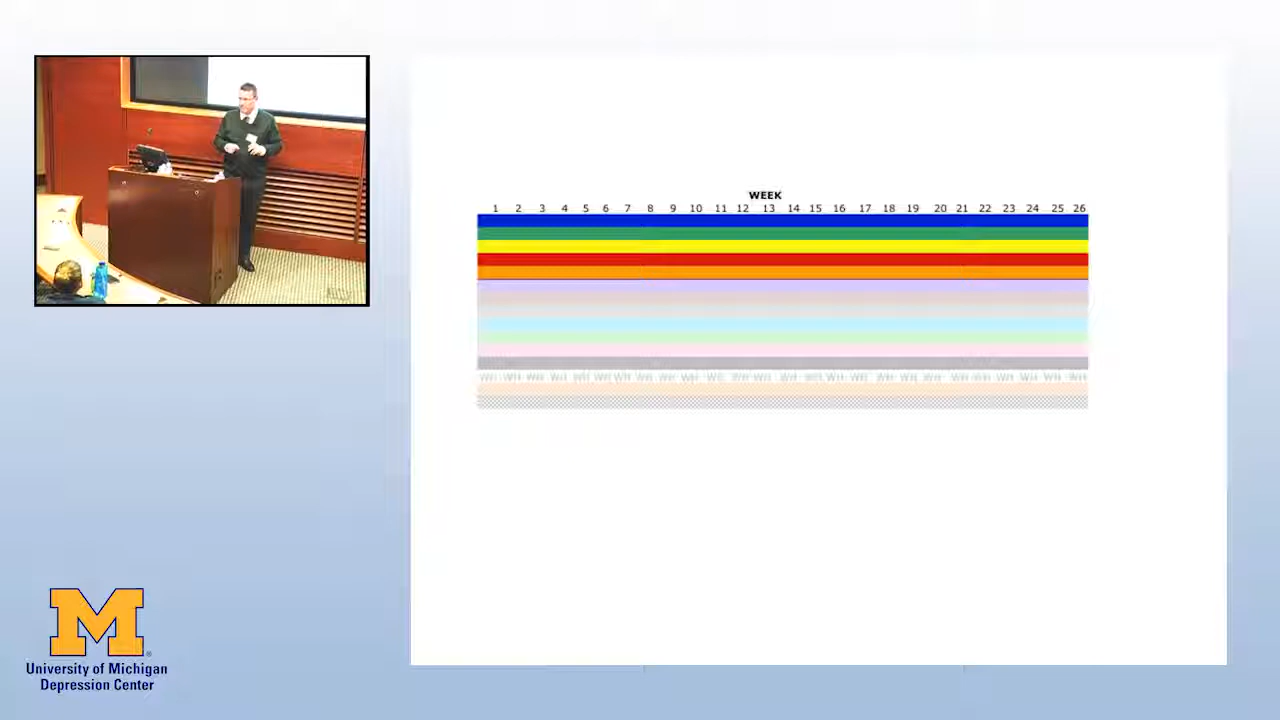 WEEK
1 2 3 4 5 6 7 8 9 10 11 12 13 14 15 16 17 18 19 20 21 22 23 24 25 26
M
University of Michigan
Depression Center